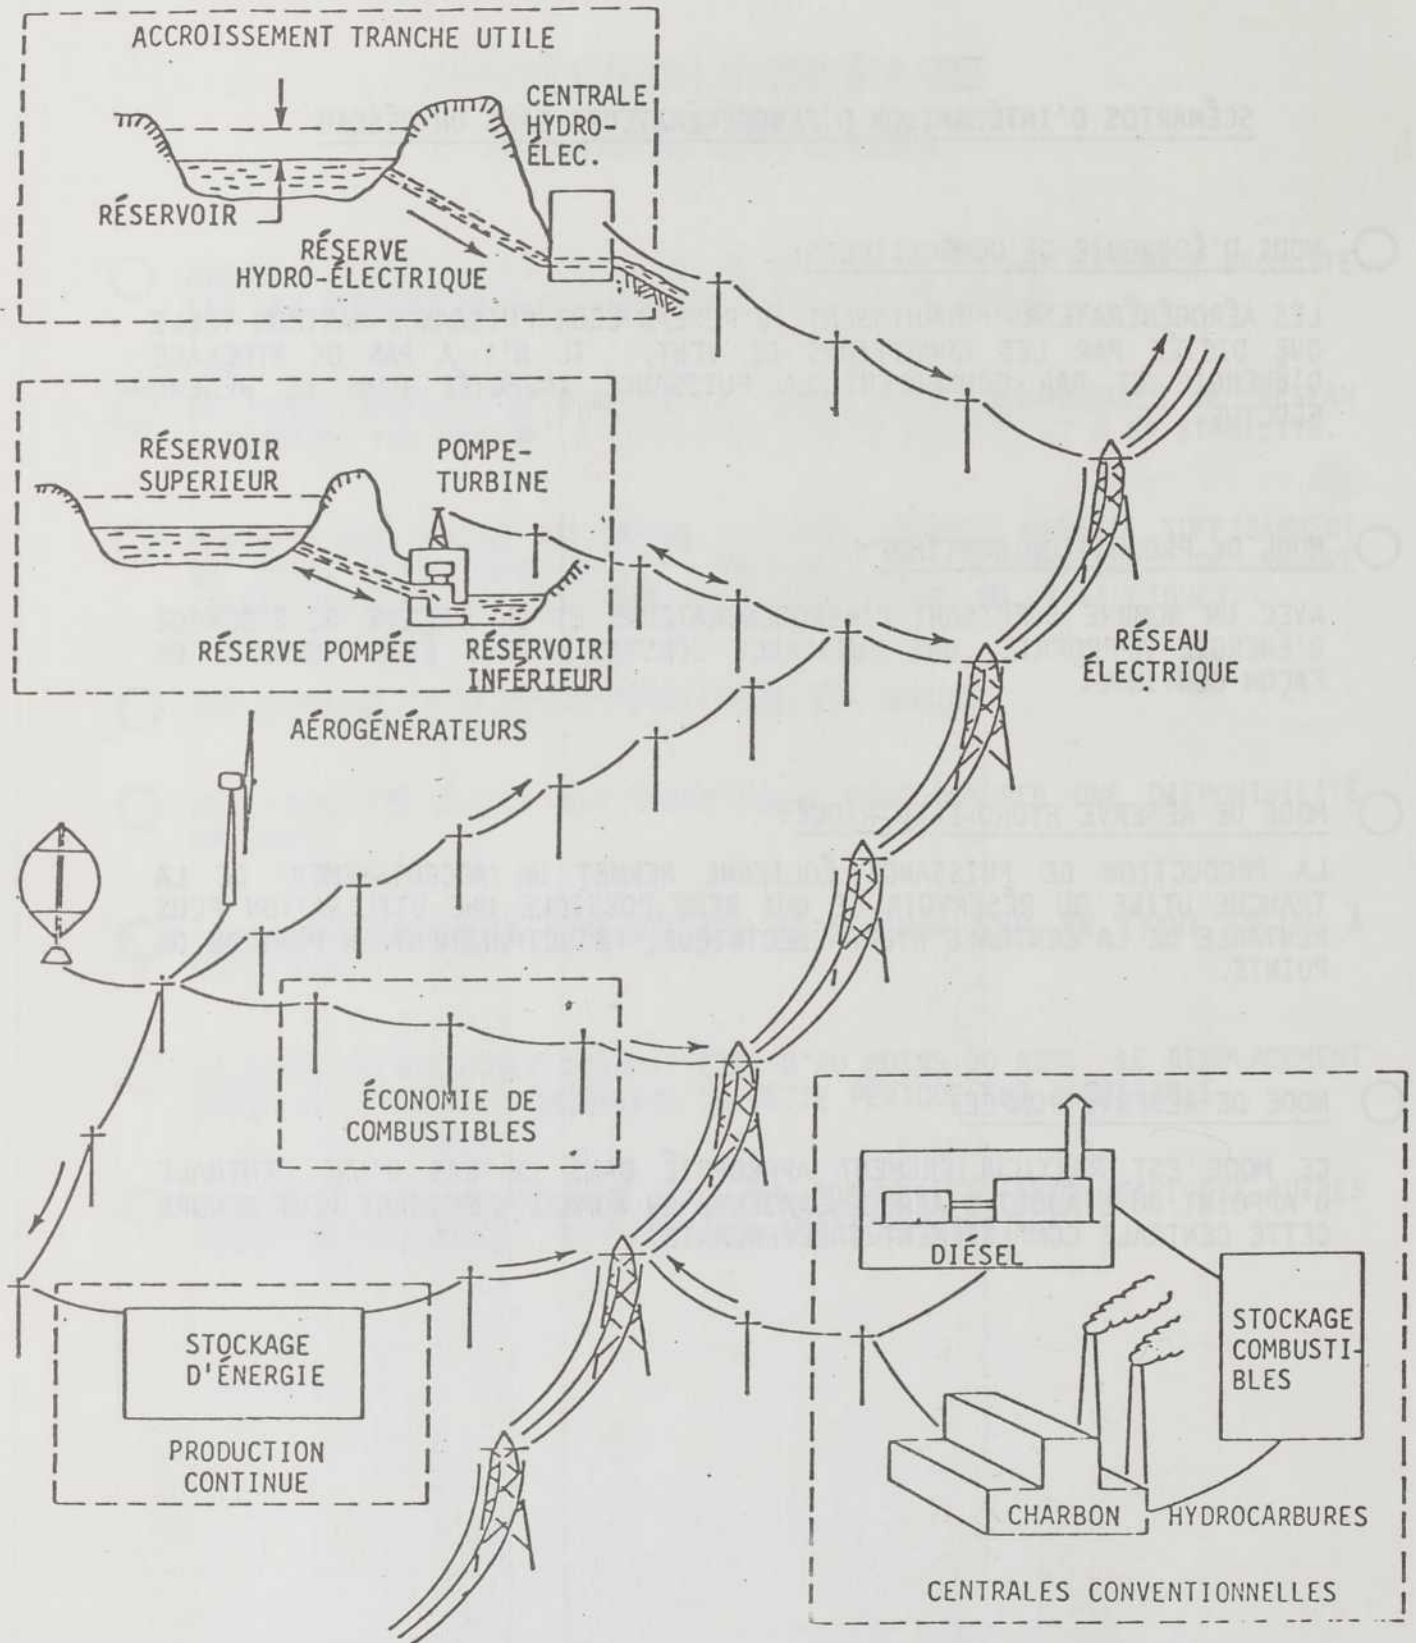 ACCROISSEMENT TRANCHE UTILE
CENTRALE
HYDRO-
ÉLEC.
RÉSERVOIR
RÉSERVE
HYDRO-ÉLECTRIQUE
RÉSERVOIR
SUPERIEUR
POMPE-
TURBINE
RÉSERVE POMPÉE
RÉSERVOIR
INFÉRIEUR
RÉSEAU
ÉLECTRIQUE
AÉROGÉNÉRATEURS
ÉCONOMIE DE
COMBUSTIBLES
STOCKAGE
D'ÉNERGIE
PRODUCTION
CONTINUE
DIÉSEL
STOCKAGE
COMBUSTI-
BLES
CHARBON
HYDROCARBURES
CENTRALES CONVENTIONNELLES